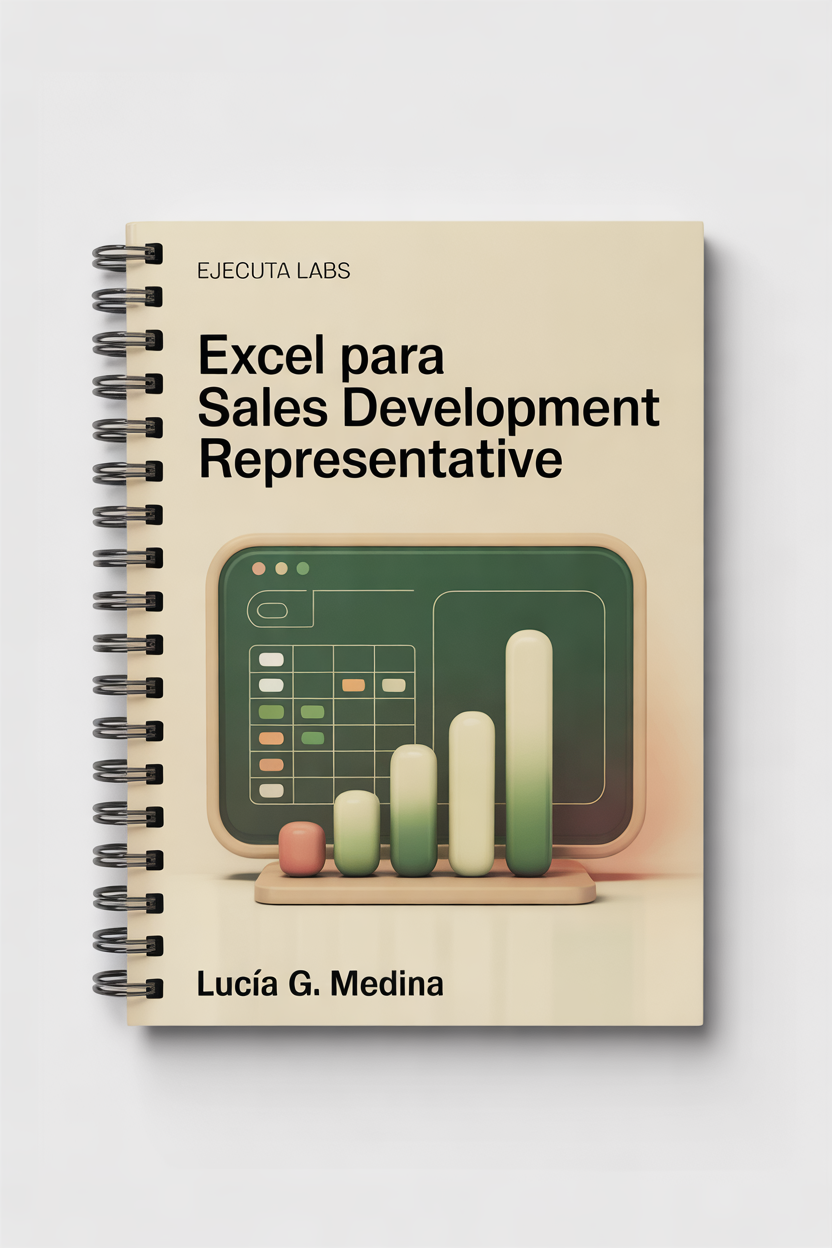 EJECUTA LABS
Excel para
Sales Development
Representative
Lucía G. Medina